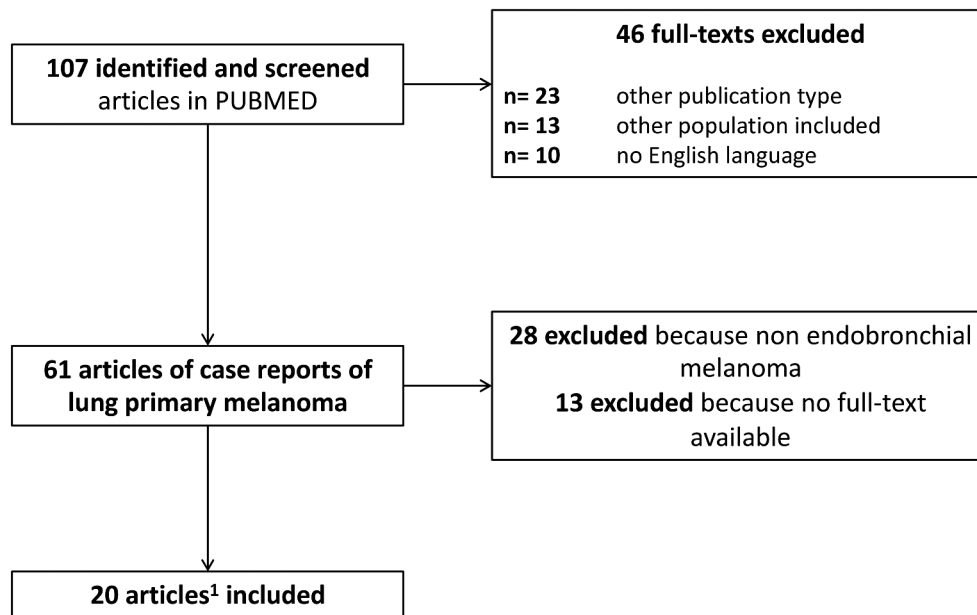 107 identified and screened
articles in PUBMED
46 full-texts excluded
n= 23 other publication type
n= 13 other population included
n= 10 no English language
61 articles of case reports of
lung primary melanoma
28 excluded because non endobronchial
melanoma
13 excluded because no full-text
available
20 articles¹ included